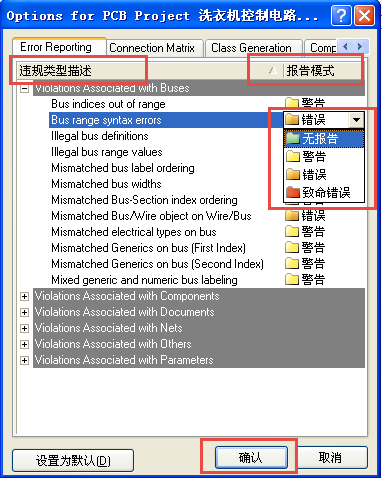 Options for PCB Project 洗衣机控制电路...
Error Reporting Connection Matrix Class Generation Comp
违规类型描述 报告模式
Violations Associated with Buses
Bus indices out of range 警告
Bus range syntax errors 错误
Illegal bus definitions 无报告
Illegal bus range values 警告
Mismatched bus label ordering 错误
Mismatched bus widths 致命错误
Mismatched Bus-Section index ordering
Mismatched Bus/Wire object on Wire/Bus 错误
Mismatched electrical types on bus 警告
Mismatched Generics on bus (First Index) 警告
Mismatched Generics on bus (Second Index) 警告
Mixed generic and numeric bus labeling 警告
Violations Associated with Components
Violations Associated with Documents
Violations Associated with Nets
Violations Associated with Others
Violations Associated with Parameters
设置为默认(D) 确认 取消